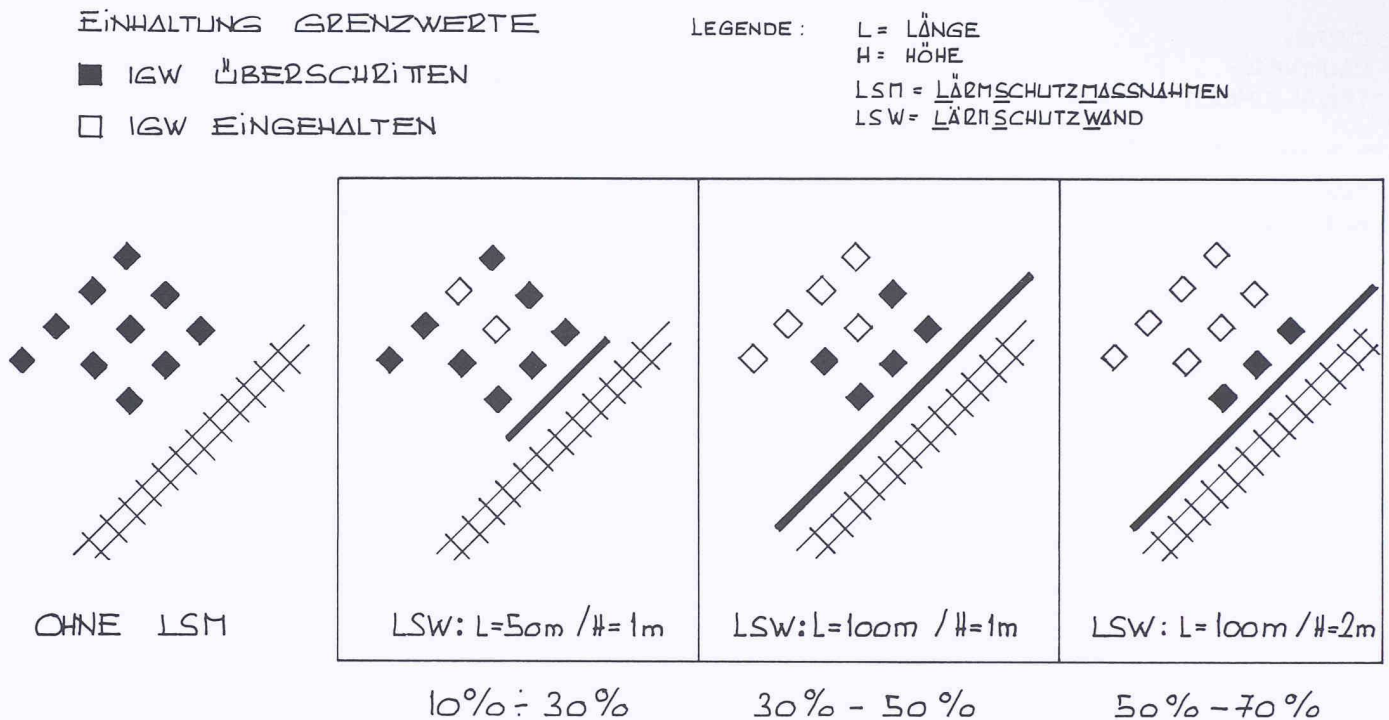 EINHALTUNG GRENZWERTE
IGW ÜBERSCHRITTEN
IGW EINGEHALTEN
LEGENDE: L= LÄNGE
H= HÖHE
LSM = LÄRMSCHUTZMASSNAHMEN
LSW= LÄRMSCHUTZWAND
OHNE LSM
LSW: L=50m / H=1m
LSW: L=100m / H=1m
LSW: L=100m / H=2m
10% ÷ 30%
30% - 50%
50% - 70%